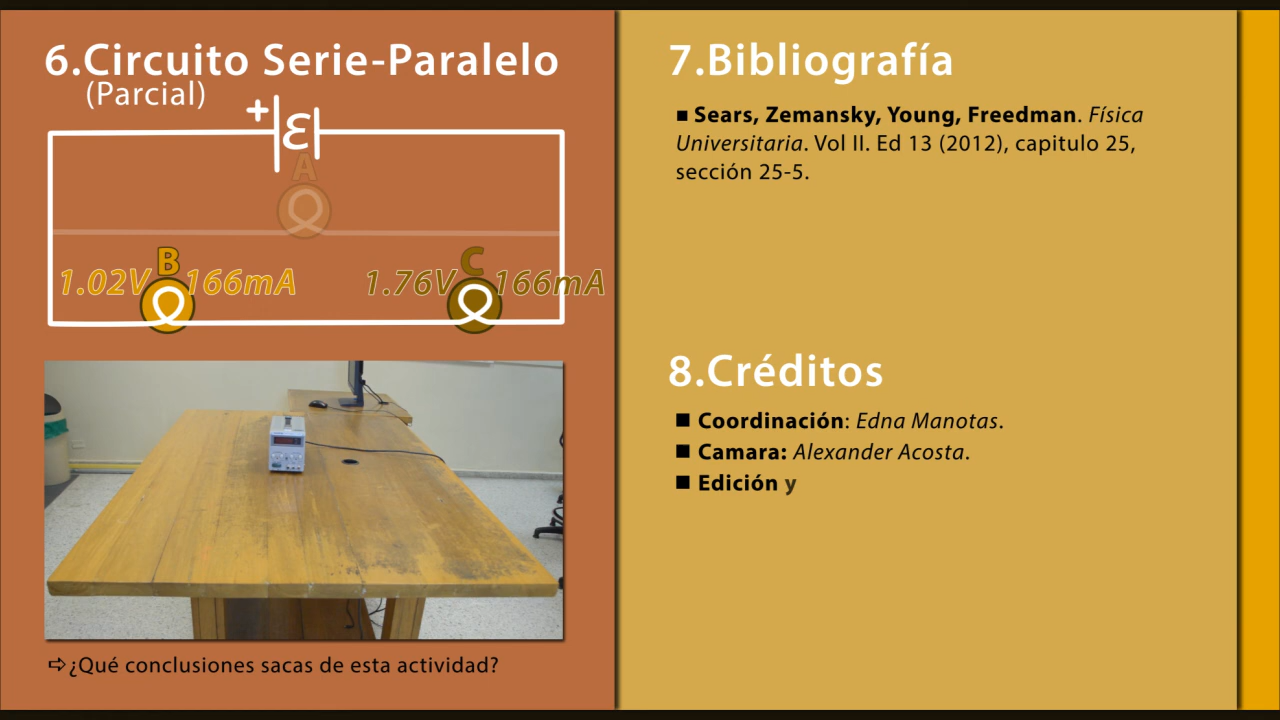 6.Circuito Serie-Paralelo
(Parcial)
+ ε
A
B
C
1.02V 166mA
1.76V 166mA
¿Qué conclusiones sacas de esta actividad?
7.Bibliografía
Sears, Zemansky, Young, Freedman. Física
Universitaria. Vol II. Ed 13 (2012), capitulo 25,
sección 25-5.
8.Créditos
Coordinación: Edna Manotas.
Camara: Alexander Acosta.
Edición y